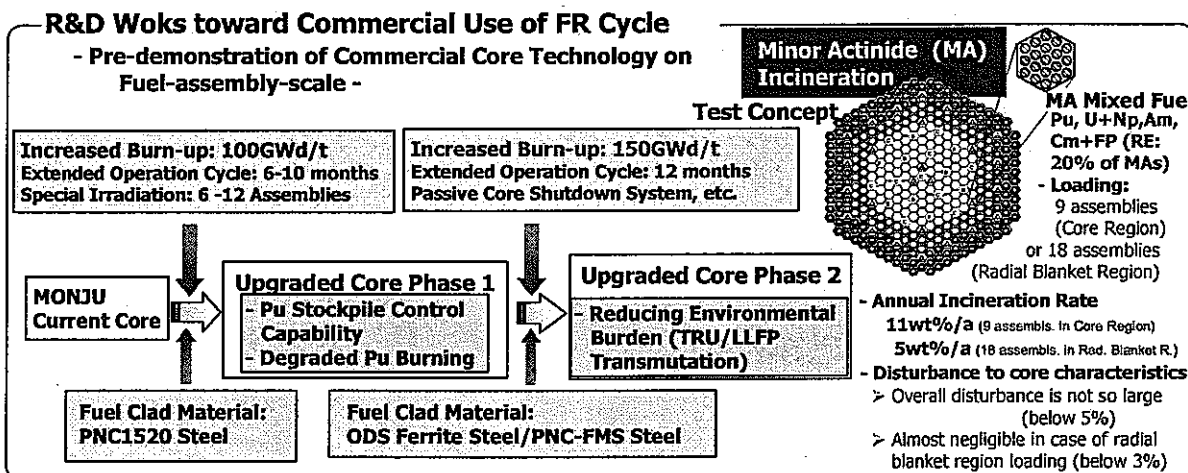 R&D Woks toward Commercial Use of FR Cycle
- Pre-demonstration of Commercial Core Technology on
Fuel-assembly-scale -
Increased Burn-up: 100GWd/t
Extended Operation Cycle: 6-10 months
Special Irradiation: 6 -12 Assemblies
Increased Burn-up: 150GWd/t
Extended Operation Cycle: 12 months
Passive Core Shutdown System, etc.
MONJU
Current Core
Upgraded Core Phase 1
- Pu Stockpile Control
Capability
- Degraded Pu Burning
Upgraded Core Phase 2
- Reducing Environmental
Burden (TRU/LLFP
Transmutation)
Fuel Clad Material:
PNC1520 Steel
Fuel Clad Material:
ODS Ferrite Steel/PNC-FMS Steel
Minor Actinide (MA)
Incineration
Test Concept
MA Mixed Fue
Pu, U+Np,Am,
Cm+FP (RE:
20% of MAs)
- Loading:
9 assemblies
(Core Region)
or 18 assemblies
(Radial Blanket Region)
- Annual Incineration Rate
11wt%/a (9 assembls. in Core Region)
5wt%/a (18 assembls. in Rad. Blanket R.)
- Disturbance to core characteristics
➢ Overall disturbance is not so large
(below 5%)
➢ Almost negligible in case of radial
blanket region loading (below 3%)